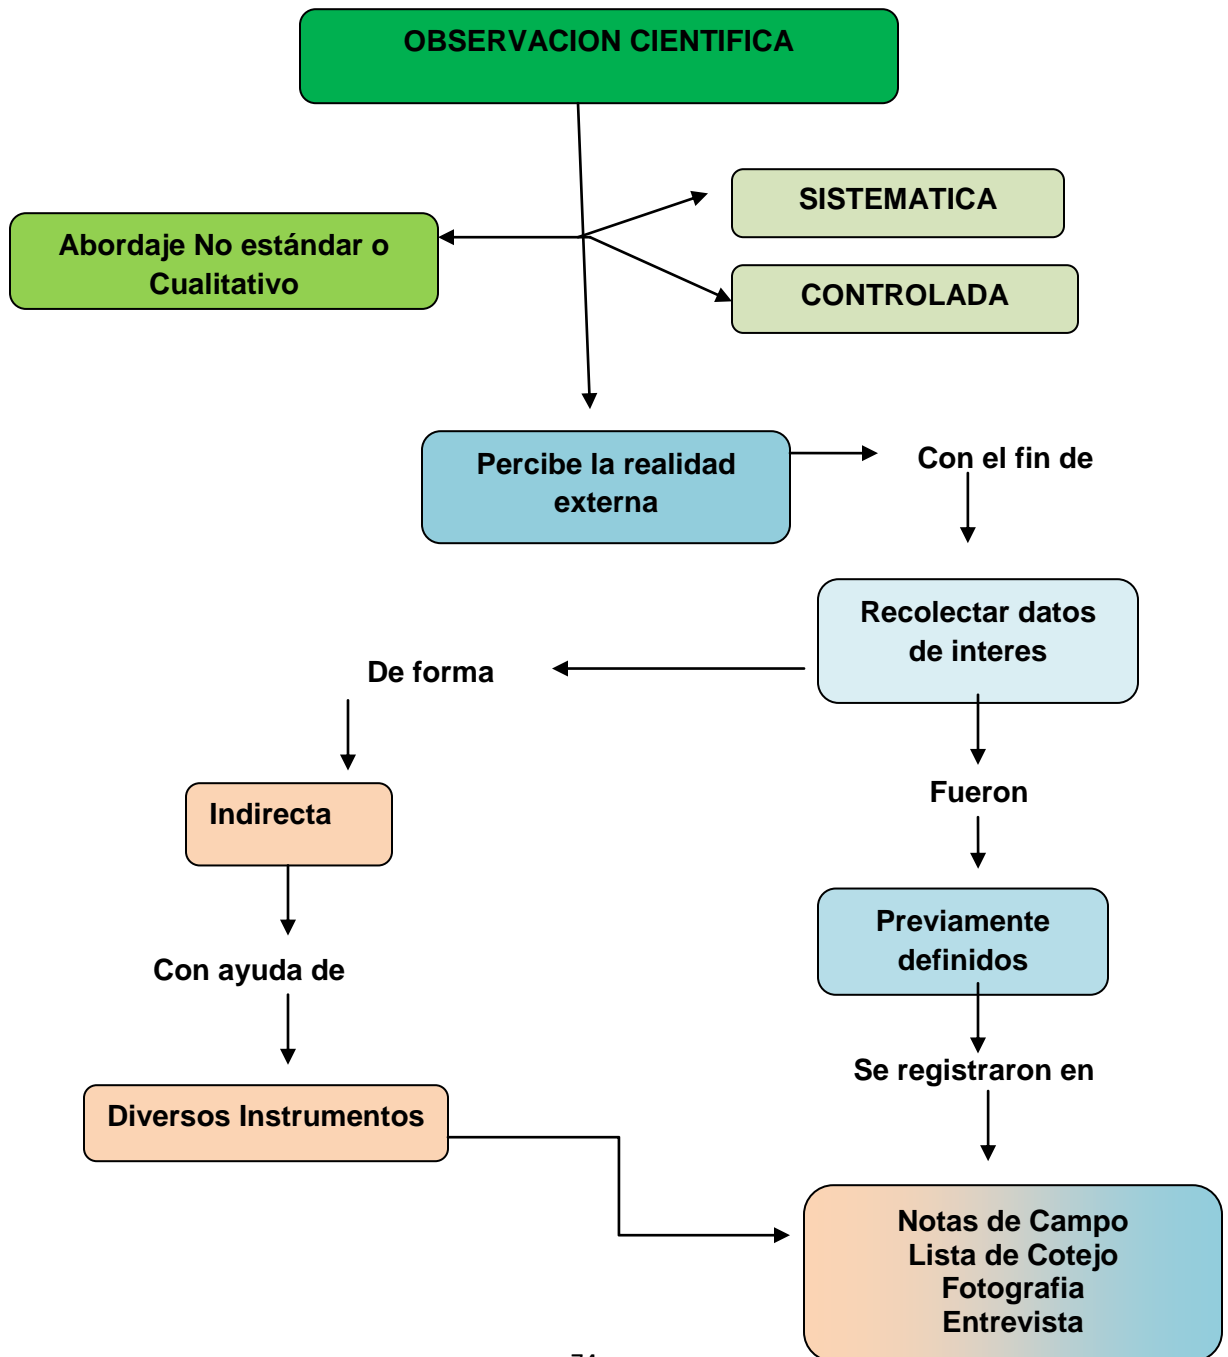 OBSERVACION CIENTIFICA
SISTEMATICA
Abordaje No estándar o
Cualitativo
CONTROLADA
Percibe la realidad
externa
Con el fin de
Recolectar datos
de interes
De forma
Fueron
Indirecta
Previamente
definidos
Con ayuda de
Se registraron en
Diversos Instrumentos
Notas de Campo
Lista de Cotejo
Fotografia
Entrevista